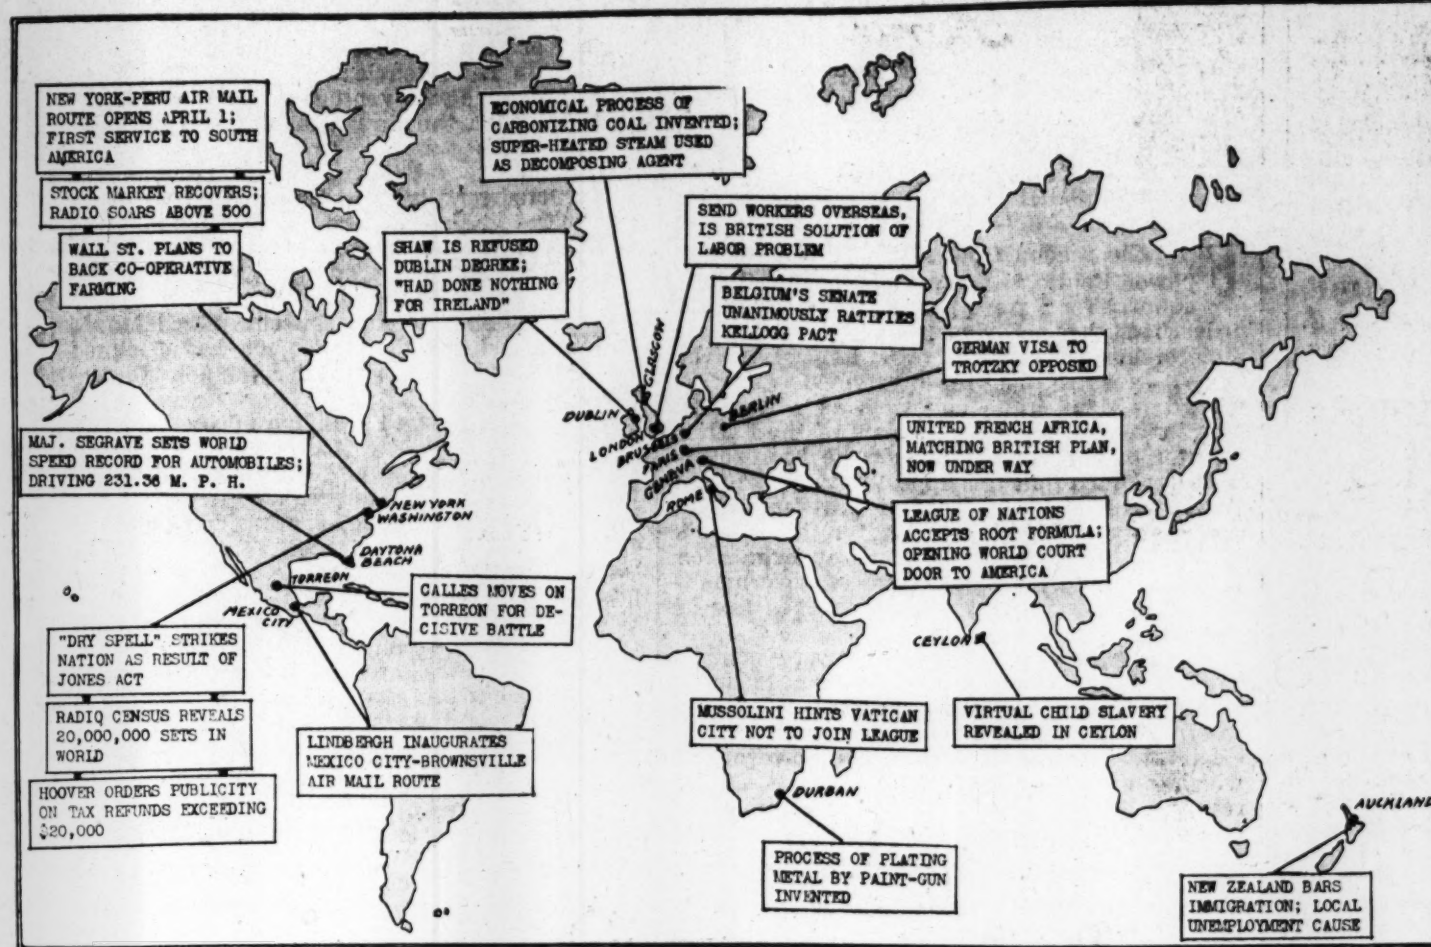 NEW YORK-PERU AIR MAIL
ROUTE OPENS APRIL 1;
FIRST SERVICE TO SOUTH
AMERICA
STOCK MARKET RECOVERS;
RADIO SOARS ABOVE 500
WALL ST. PLANS TO
BACK CO-OPERATIVE
FARMING
ECONOMICAL PROCESS OF
CARBONIZING COAL INVENTED;
SUPER-HEATED STEAM USED
AS DECOMPOSING AGENT
SHAW IS REFUSED
DUBLIN DEGREE;
"HAD DONE NOTHING
FOR IRELAND"
SEND WORKERS OVERSEAS,
IS BRITISH SOLUTION OF
LABOR PROBLEM
BELGIUM'S SENATE
UNANIMOUSLY RATIFIES
KELLOGG PACT
GERMAN VISA TO
TROTZKY OPPOSED
GLASGOW
DUBLIN
LONDON
BRUSSELS
PARIS
GENEVA
ROME
BERLIN
UNITED FRENCH AFRICA,
MATCHING BRITISH PLAN,
NOW UNDER WAY
LEAGUE OF NATIONS
ACCEPTS ROOT FORMULA;
OPENING WORLD COURT
DOOR TO AMERICA
MAJ. SEGRAVE SETS WORLD
SPEED RECORD FOR AUTOMOBILES;
DRIVING 231.36 M. P. H.
NEW YORK
WASHINGTON
DAYTONA
BEACH
TORREON
MEXICO
CITY
CALLES MOVES ON
TORREON FOR DE-
CISIVE BATTLE
CEYLON
"DRY SPELL" STRIKES
NATION AS RESULT OF
JONES ACT
RADIO CENSUS REVEALS
20,000,000 SETS IN
WORLD
HOOVER ORDERS PUBLICITY
ON TAX REFUNDS EXCEEDING
$20,000
LINDBERGH INAUGURATES
MEXICO CITY-BROWNSVILLE
AIR MAIL ROUTE
MUSSOLINI HINTS VATICAN
CITY NOT TO JOIN LEAGUE
VIRTUAL CHILD SLAVERY
REVEALED IN CEYLON
DURBAN
PROCESS OF PLATING
METAL BY PAINT-GUN
INVENTED
AUCKLAND
NEW ZEALAND BARS
IMMIGRATION; LOCAL
UNEMPLOYMENT CAUSE